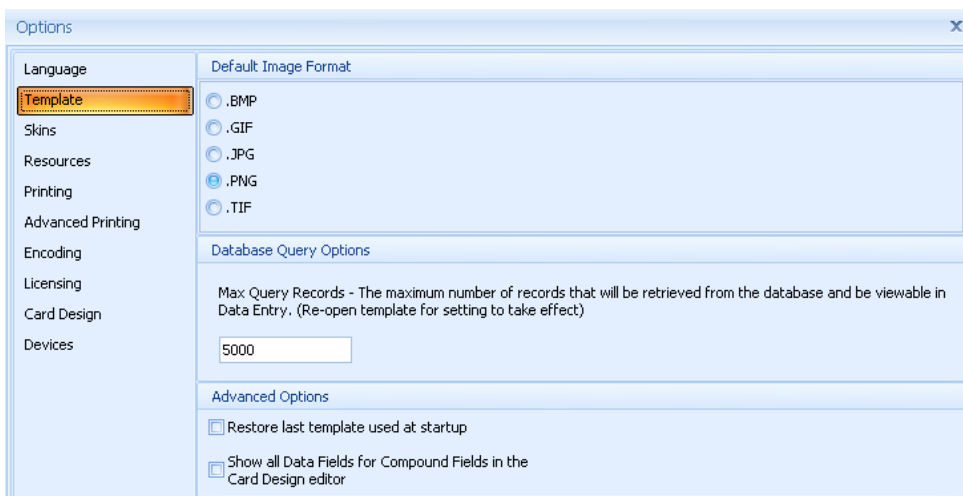 Options
x
Language
Template
Skins
Resources
Printing
Advanced Printing
Encoding
Licensing
Card Design
Devices
Default Image Format
.BMP
.GIF
.JPG
.PNG
.TIF
Database Query Options
Max Query Records - The maximum number of records that will be retrieved from the database and be viewable in
Data Entry. (Re-open template for setting to take effect)
5000
Advanced Options
Restore last template used at startup
Show all Data Fields for Compound Fields in the
Card Design editor